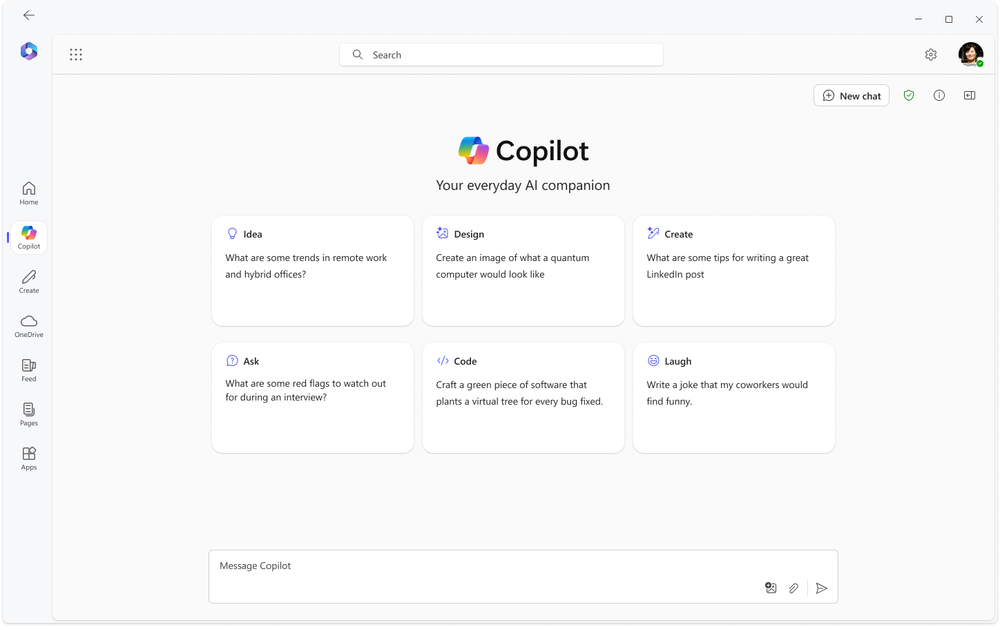 Search
New chat
Copilot
Your everyday AI companion
Home
Copilot
Create
OneDrive
Feed
Pages
Apps
Idea
What are some trends in remote work
and hybrid offices?
Design
Create an image of what a quantum
computer would look like
Create
What are some tips for writing a great
LinkedIn post
Ask
What are some red flags to watch out
for during an interview?
Code
Craft a green piece of software that
plants a virtual tree for every bug fixed.
Laugh
Write a joke that my coworkers would
find funny.
Message Copilot